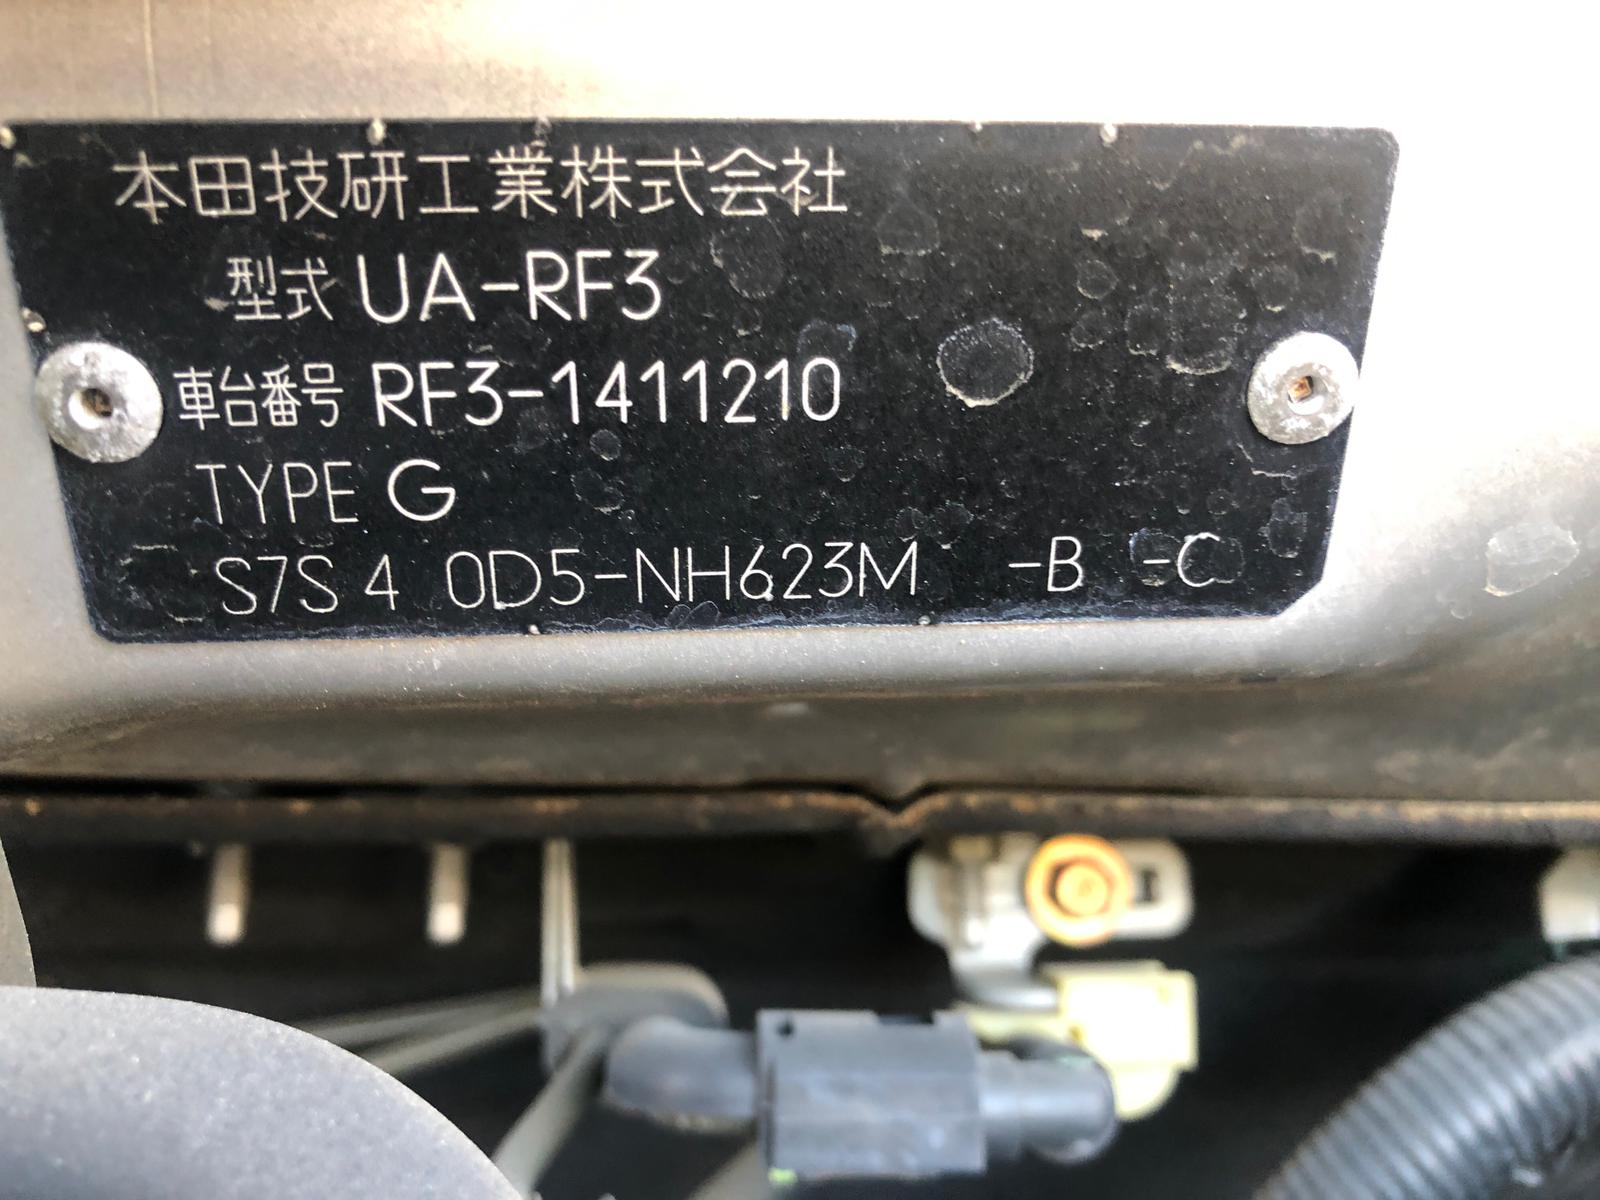 本田技研工業株式会社
型式 UA-RF3
車台番号 RF3-1411210
TYPE G
S7S 4 0D5-NH623M -B -C